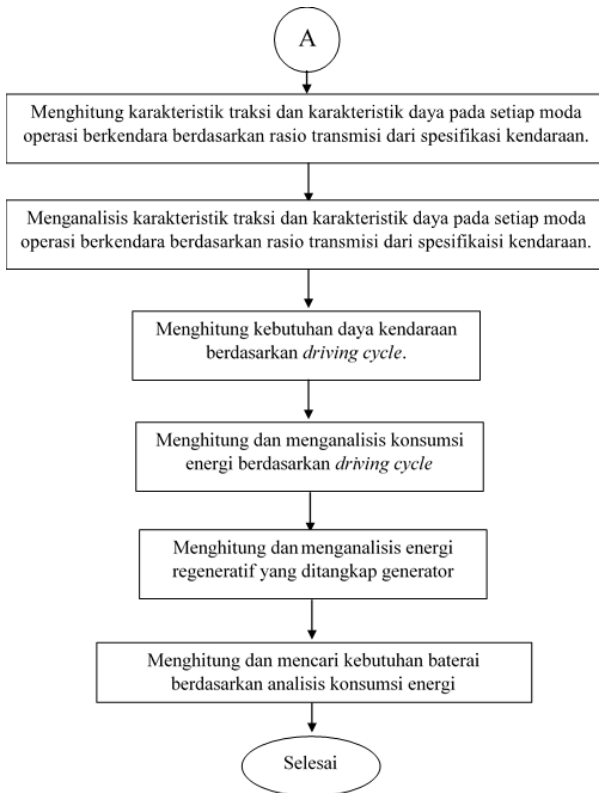 A
Menghitung karakteristik traksi dan karakteristik daya pada setiap moda
operasi berkendara berdasarkan rasio transmisi dari spesifikasi kendaraan.
Menganalisis karakteristik traksi dan karakteristik daya pada setiap moda
operasi berkendara berdasarkan rasio transmisi dari spesifikaisi kendaraan.
Menghitung kebutuhan daya kendaraan
berdasarkan driving cycle.
Menghitung dan menganalisis konsumsi
energi berdasarkan driving cycle
Menghitung dan menganalisis energi
regeneratif yang ditangkap generator
Menghitung dan mencari kebutuhan baterai
berdasarkan analisis konsumsi energi
Selesai